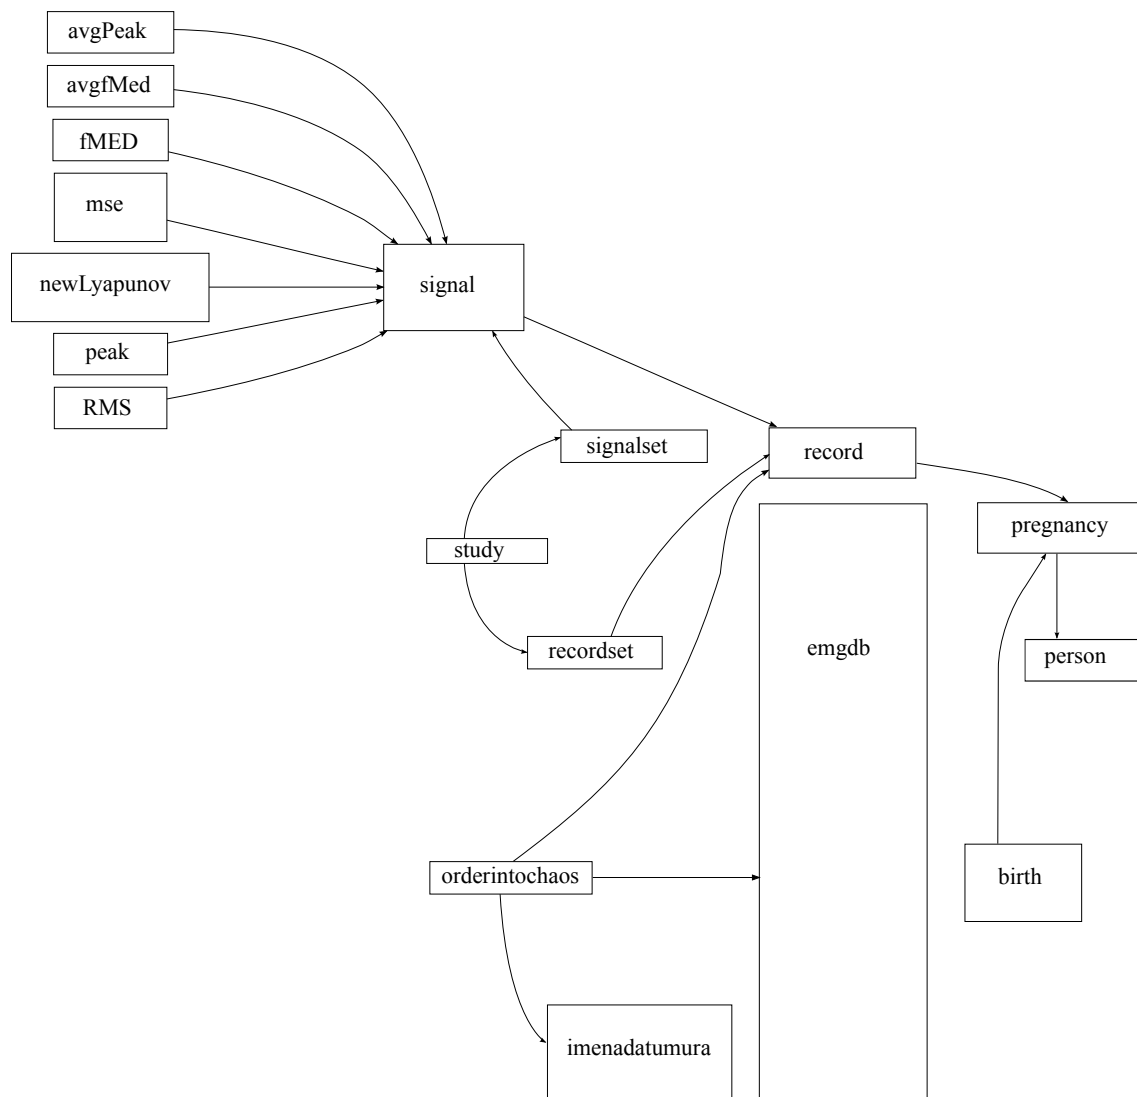 avgPeak
avgfMed
fMED
mse
newLyapunov
signal
peak
RMS
signalset
record
pregnancy
study
recordset
emgdb
person
orderintochaos
birth
imenadatumura